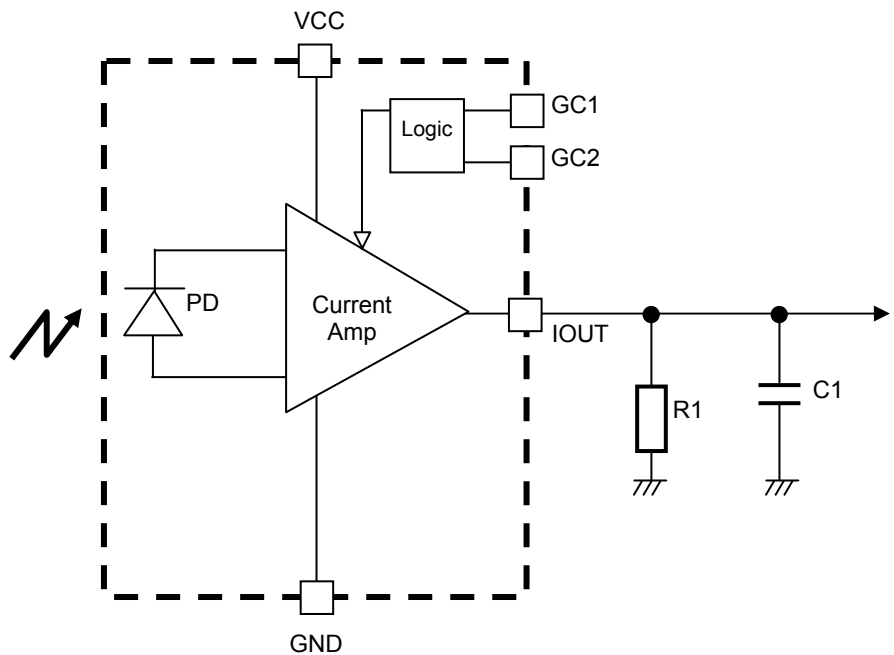 VCC
GC1
Logic
GC2
PD
Current
Amp
IOUT
R1
C1
GND